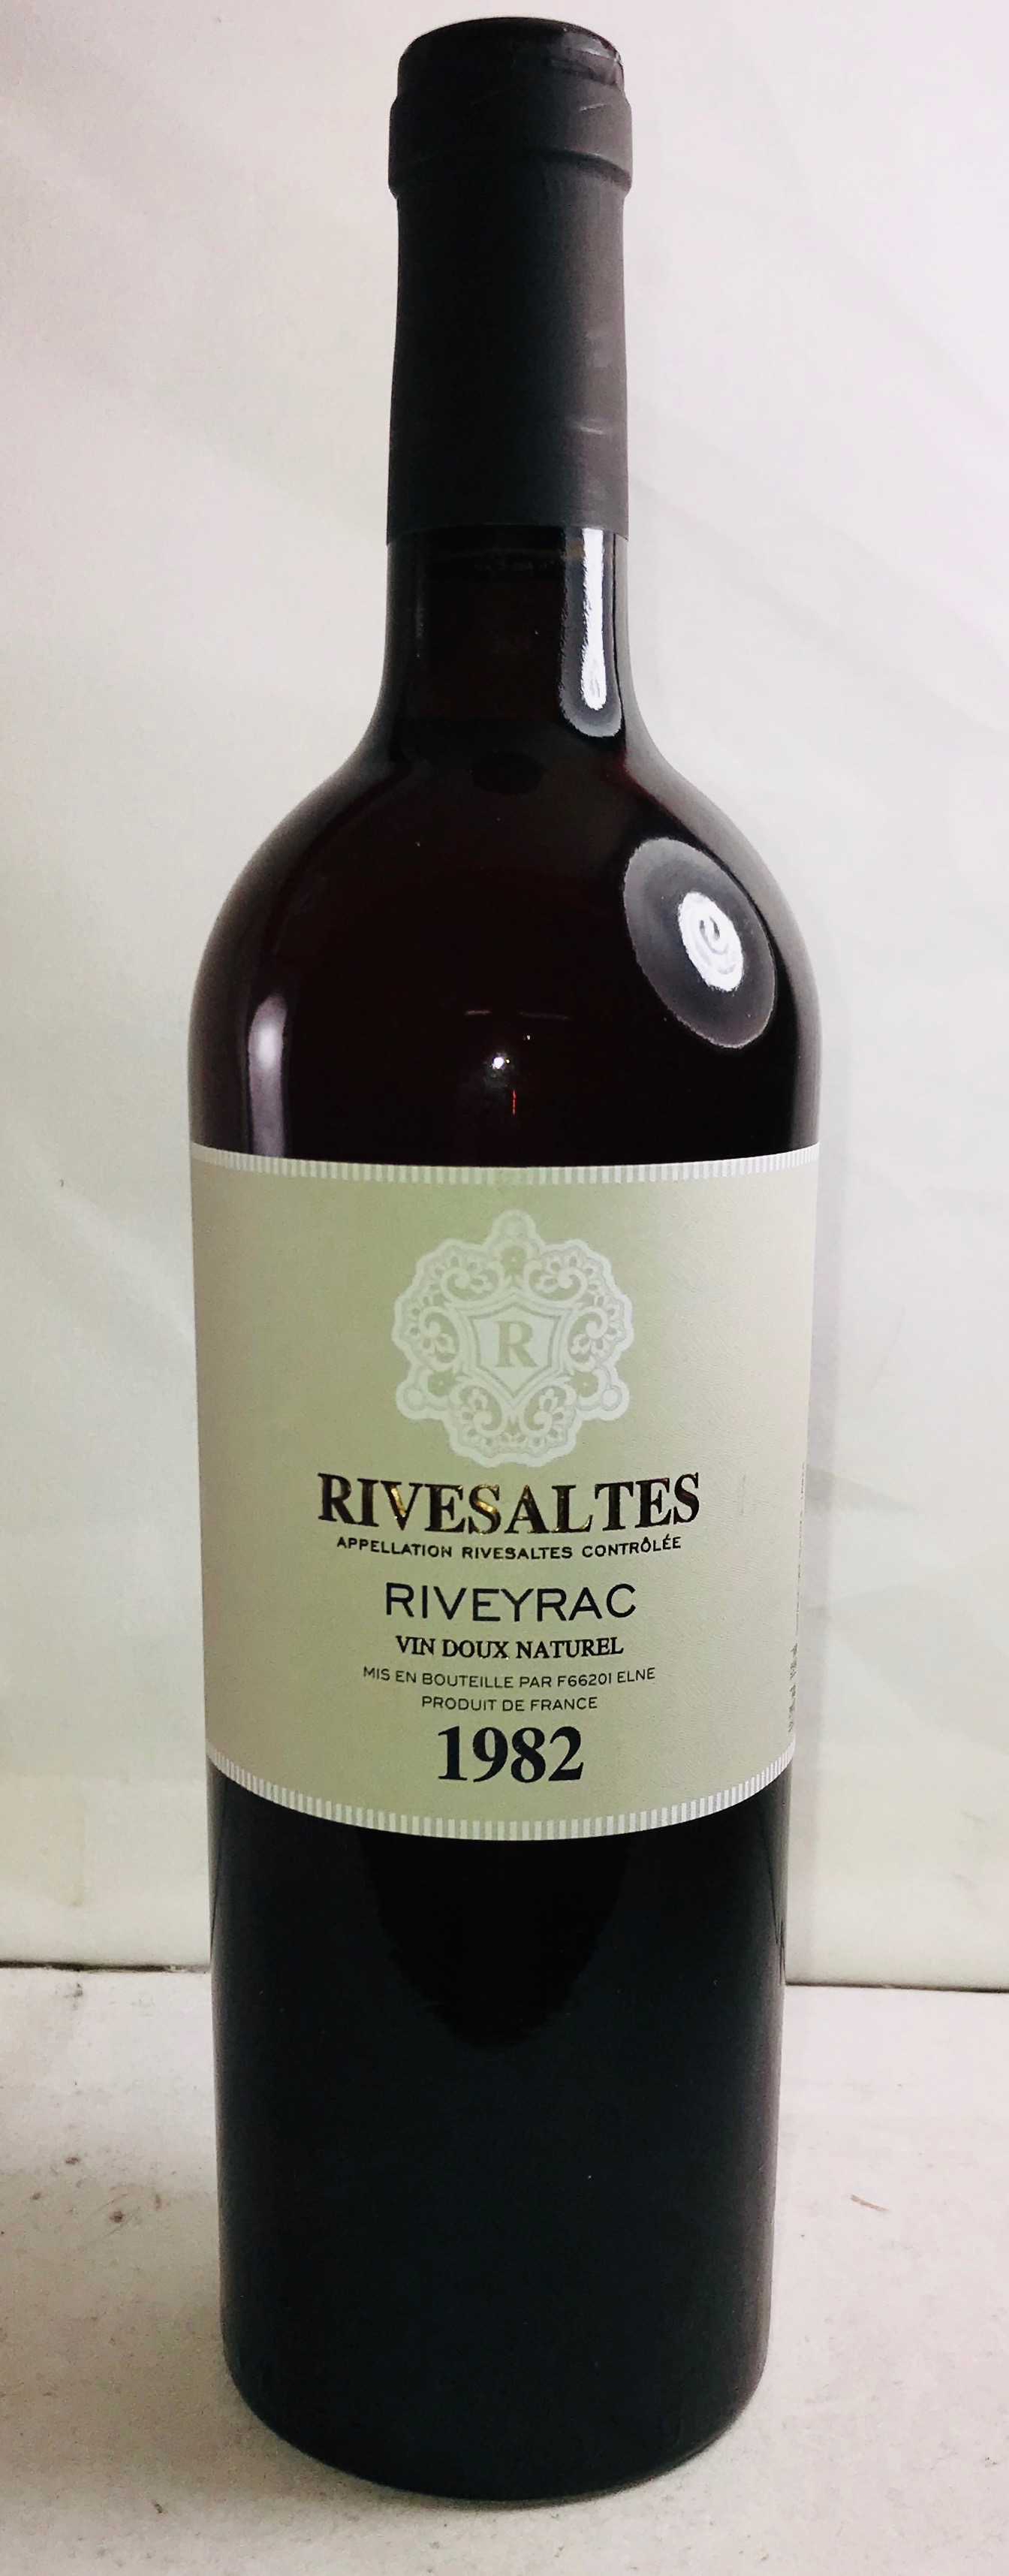 R
RIVESALTES
APPELLATION RIVESALTES CONTRÔLÉE
RIVEYRAC
VIN DOUX NATUREL
MIS EN BOUTEILLE PAR F66201 ELNE
PRODUIT DE FRANCE
1982